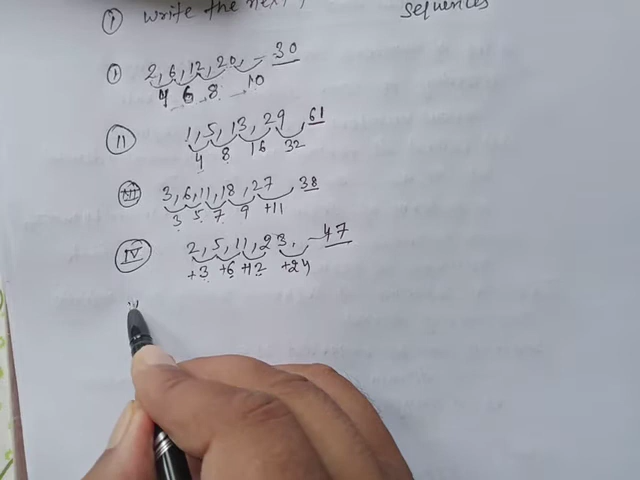 ① write the next sequences
① 2, 6, 12, 20, - 30
4 6 8 10
Ⅱ 1, 5, 13, 29, 61
4 8 16 32
Ⅲ 3, 6, 11, 18, 27, 38
3 5 7 9 +11
Ⅳ 2, 5, 11, 23, - 47
+3 +6 +12 +24